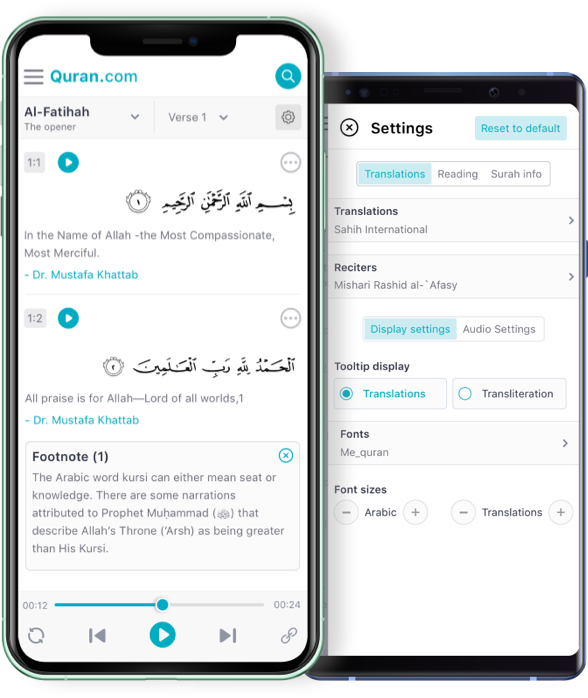 Quran.com
Al-Fatihah
The opener
Verse 1
1:1
بِسْمِ ٱللَّهِ ٱلرَّحْمَٰنِ ٱلرَّحِيمِ ۝١
In the Name of Allah -the Most Compassionate,
Most Merciful.
- Dr. Mustafa Khattab
1:2
ٱلْحَمْدُ لِلَّهِ رَبِّ ٱلْعَٰلَمِينَ ۝٢
All praise is for Allah—Lord of all worlds,1
- Dr. Mustafa Khattab
Footnote (1)
The Arabic word kursi can either mean seat or
knowledge. There are some narrations
attributed to Prophet Muḥammad (ﷺ) that
describe Allah's Throne ('Arsh) as being greater
than His Kursi.
00:12
00:24
Settings
Reset to default
Translations Reading Surah info
Translations
Sahih International
Reciters
Mishari Rashid al-`Afasy
Display settings Audio Settings
Tooltip display
Translations Transliteration
Fonts
Me_quran
Font sizes
− Arabic + − Translations +